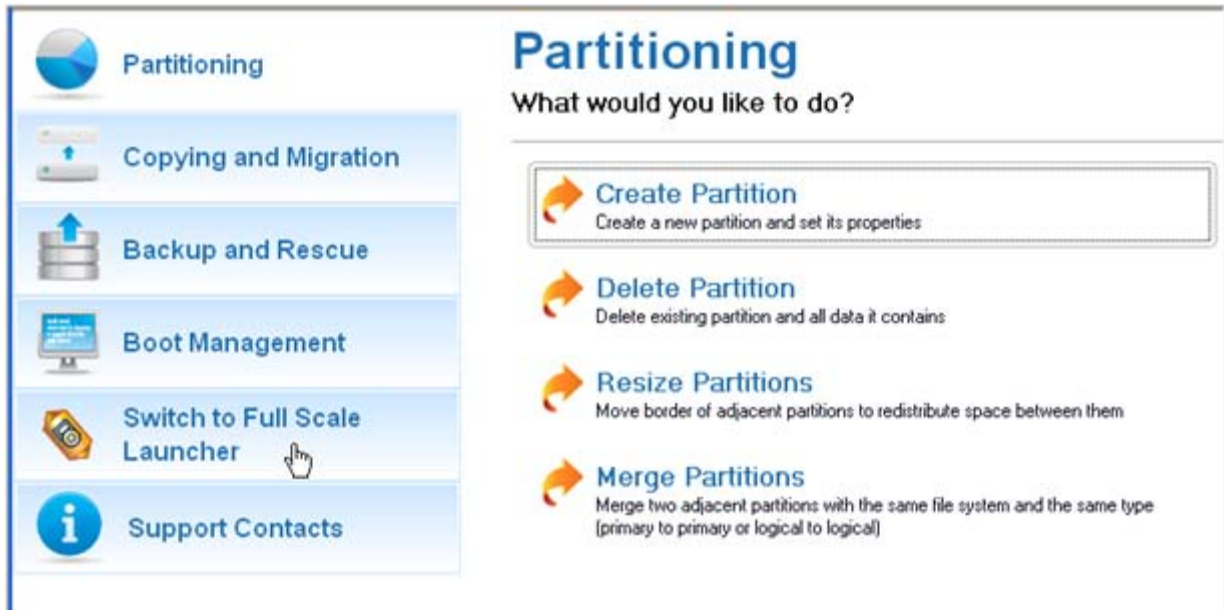 Partitioning
Copying and Migration
Backup and Rescue
Boot Management
Switch to Full Scale
Launcher
Support Contacts
Partitioning
What would you like to do?
Create Partition
Create a new partition and set its properties
Delete Partition
Delete existing partition and all data it contains
Resize Partitions
Move border of adjacent partitions to redistribute space between them
Merge Partitions
Merge two adjacent partitions with the same file system and the same type
(primary to primary or logical to logical)